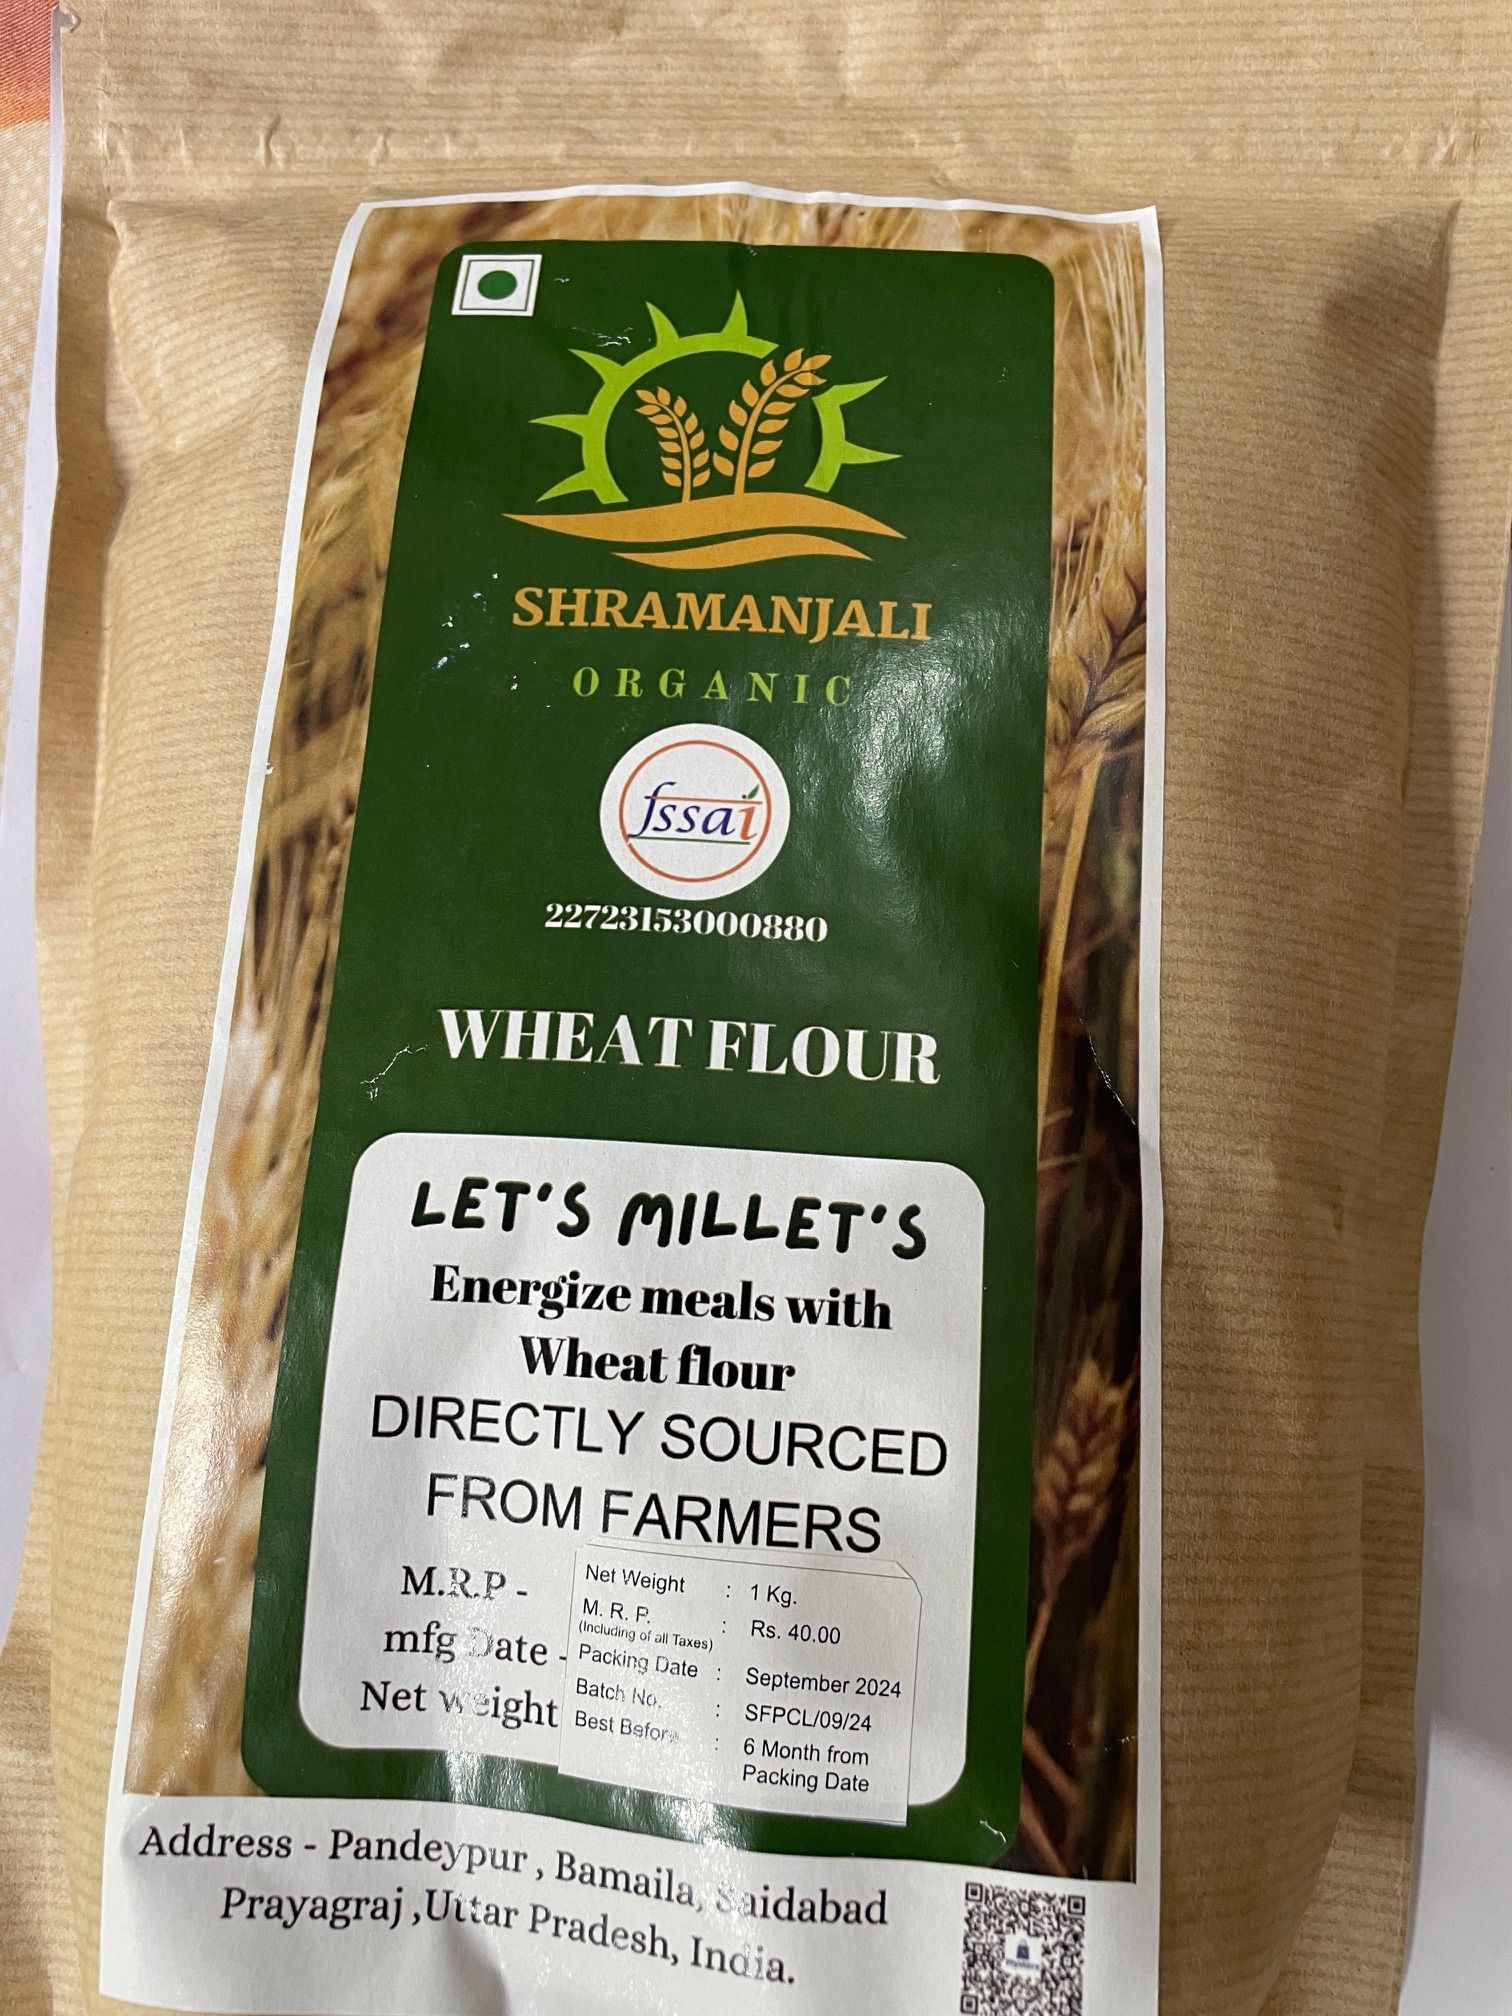 SHRAMANJALI
ORGANIC
fssai
22723153000880
WHEAT FLOUR
LET'S MILLET'S
Energize meals with
Wheat flour
DIRECTLY SOURCED
FROM FARMERS
M.R.P -
mfg Date -
Net weight
Net Weight : 1 Kg.
M. R. P. : Rs. 40.00
(Including of all Taxes)
Packing Date : September 2024
Batch No. : SFPCL/09/24
Best Before : 6 Month from
Packing Date
Address - Pandeypur , Bamaila, Saidabad
Prayagraj ,Uttar Pradesh, India.